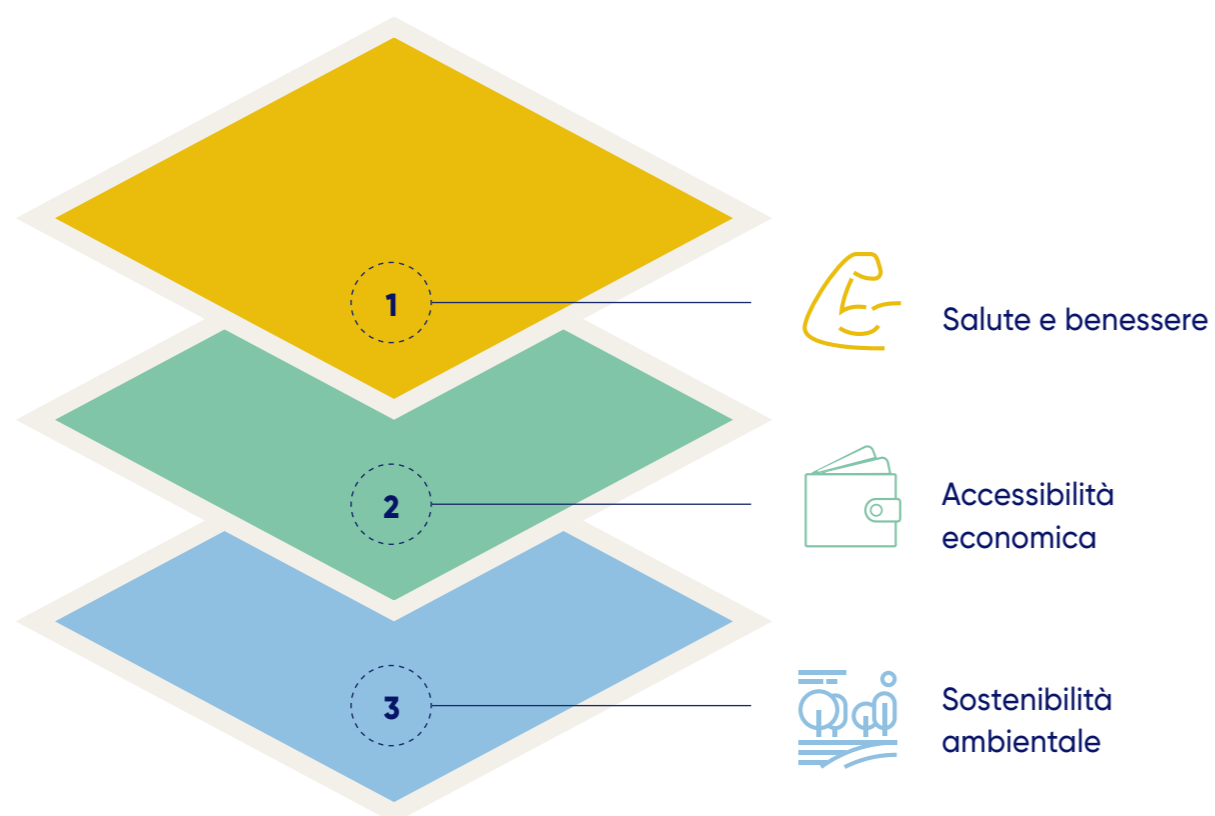 1
Salute e benessere
2
Accessibilità
economica
3
Sostenibilità
ambientale